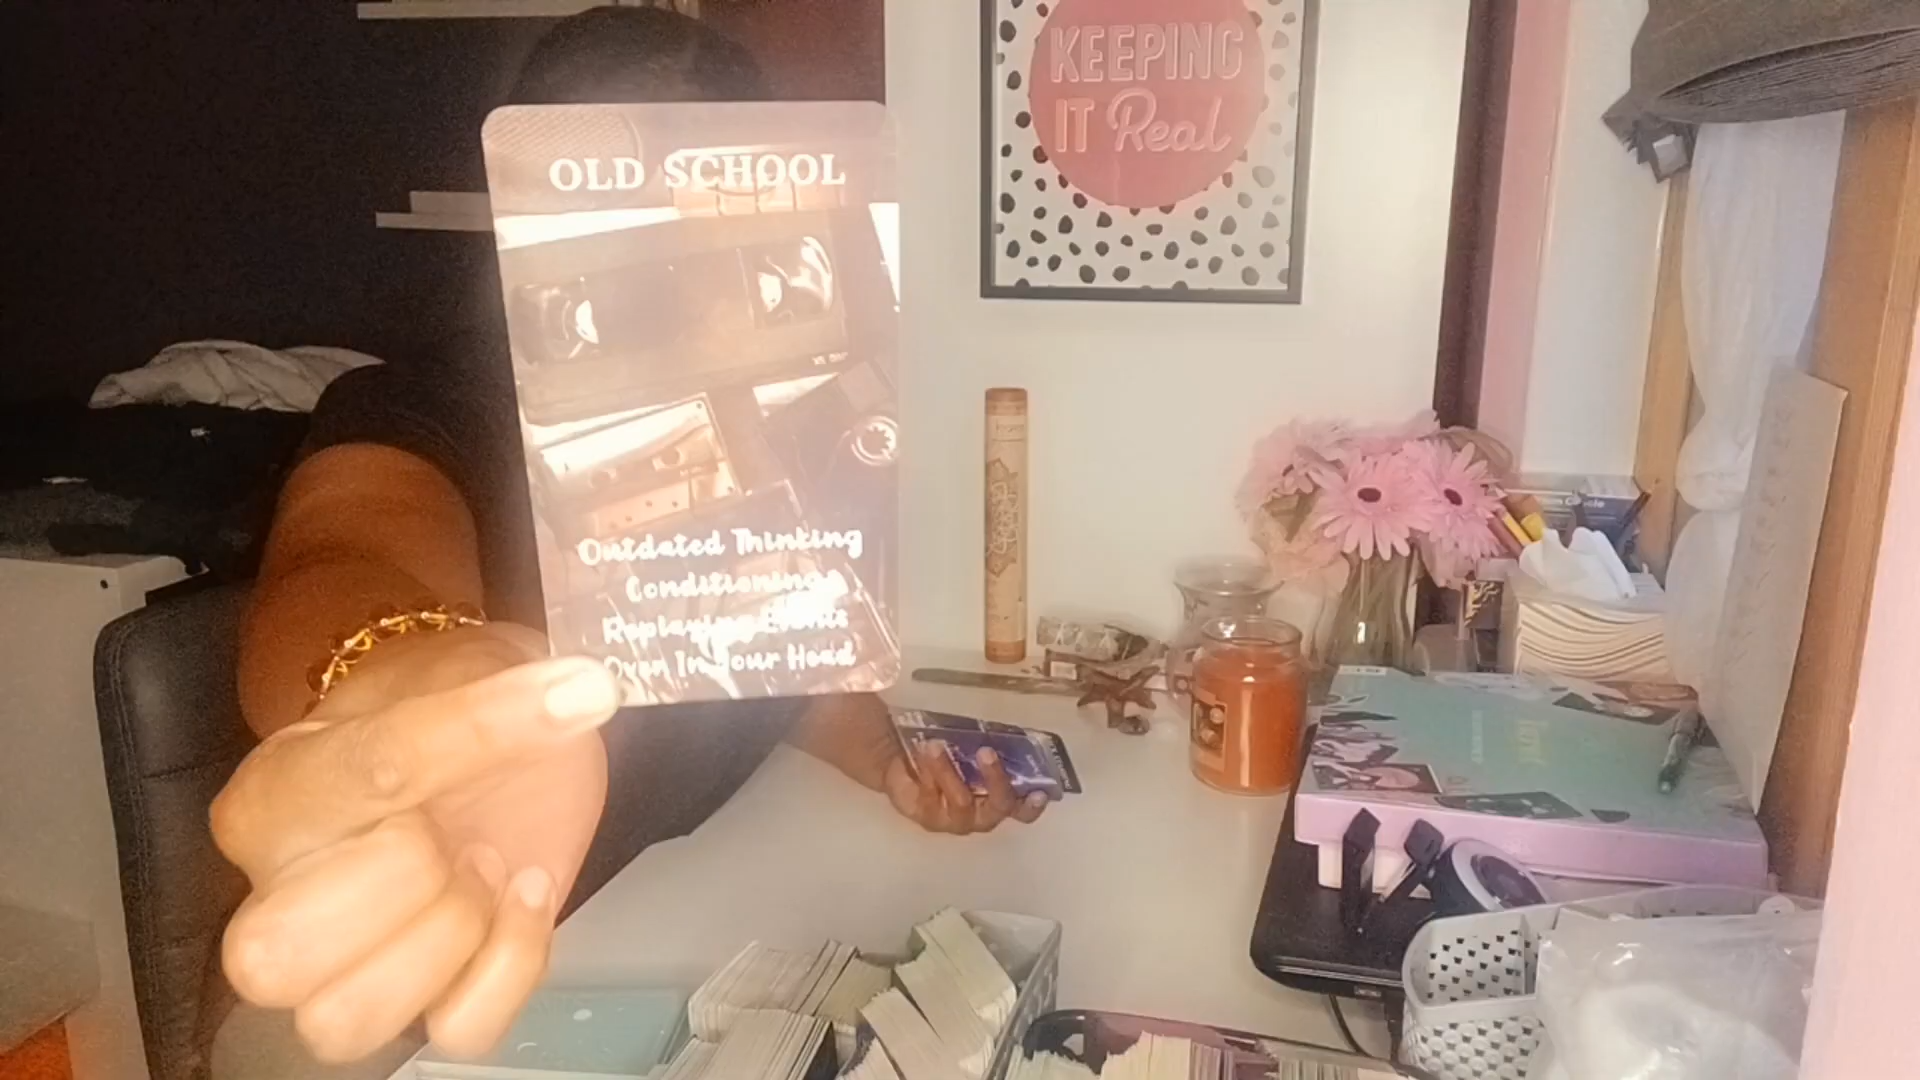 OLD SCHOOL
Outdated Thinking
Conditioning
Replaying Events
Over In Your Head
KEEPING
IT Real